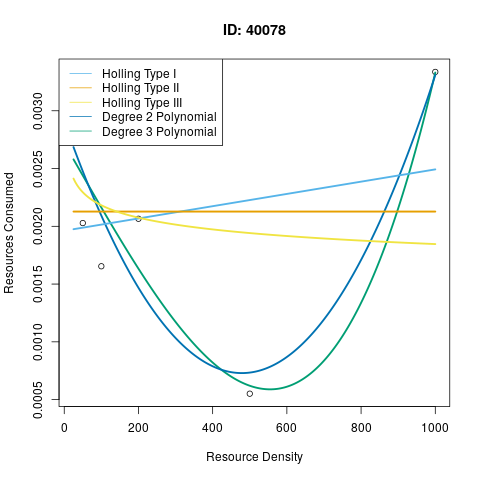 ID: 40078
Holling Type I
Holling Type II
Holling Type III
Degree 2 Polynomial
Degree 3 Polynomial
Resources Consumed
0.0030
0.0025
0.0020
0.0015
0.0010
0.0005
0 200 400 600 800 1000
Resource Density